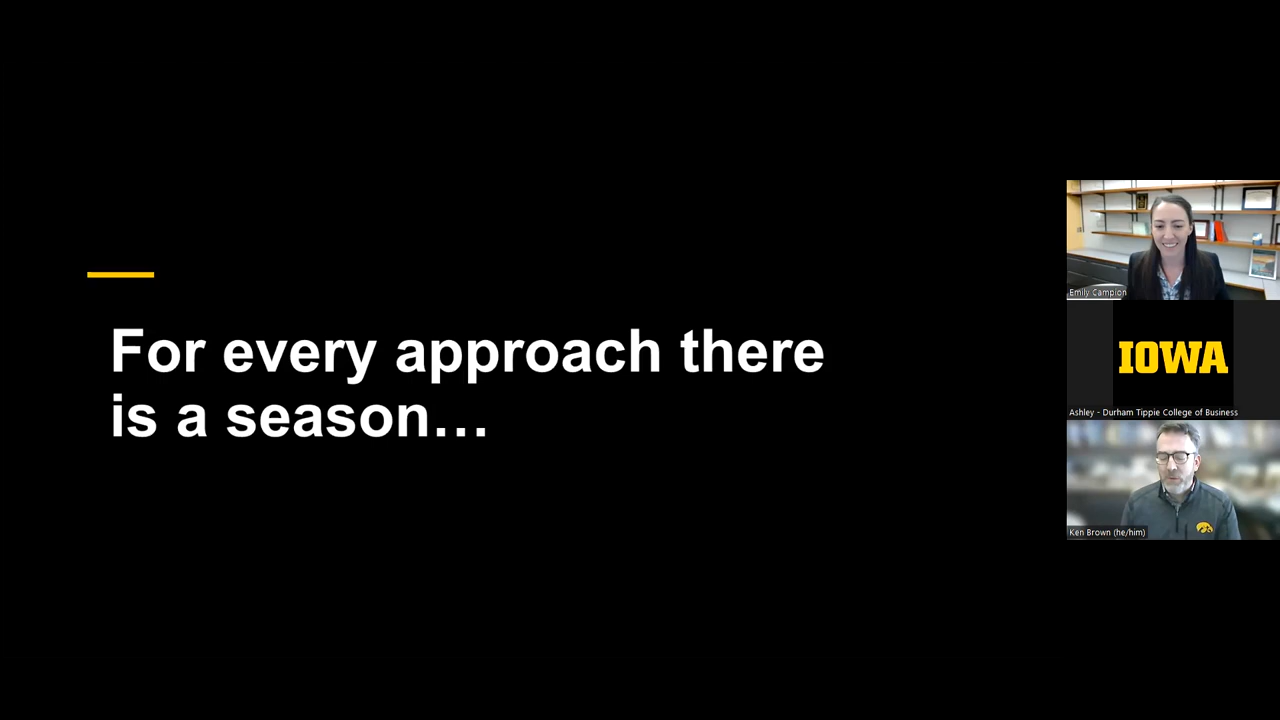 For every approach there
is a season…
Emily Campion
IOWA
Ashley - Durham Tippie College of Business
Ken Brown (he/him)